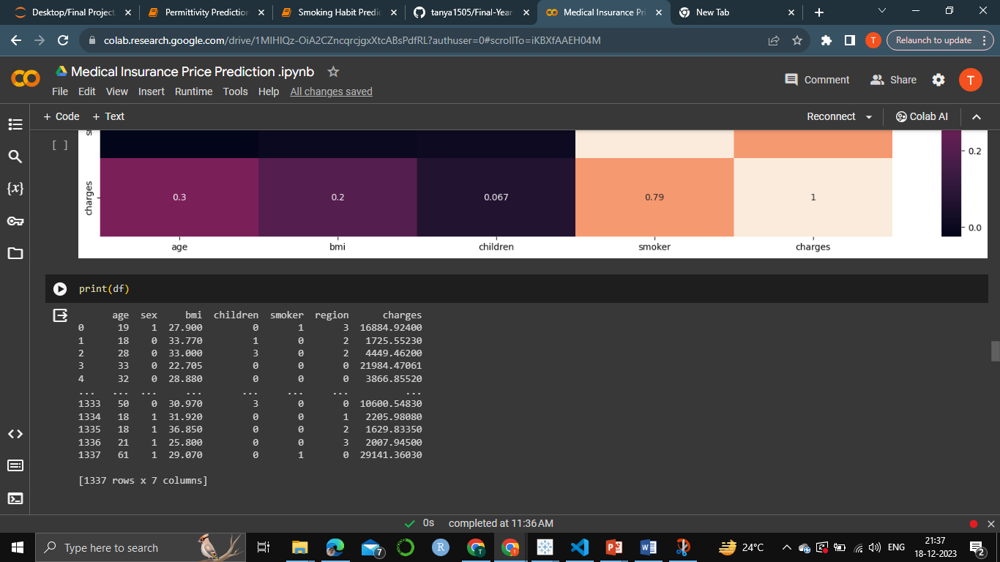 Desktop/Final Project
Permittivity Prediction
Smoking Habit Predic
tanya1505/Final-Year
Medical Insurance Pri
New Tab
colab.research.google.com/drive/1MIHlQz-OiA2CZncqrcjgxXtcABsPdfRL?authuser=0#scrollTo=iKBXfAAEH04M
T
Relaunch to update
Medical Insurance Price Prediction .ipynb
Comment
Share
T
File Edit View Insert Runtime Tools Help All changes saved
+ Code + Text
Reconnect
Colab AI
[ ]
0.2
charges
0.3 0.2 0.067 0.79 1
0.0
age bmi children smoker charges
{x}
print(df)
age sex bmi children smoker region charges
0 19 1 27.900 0 1 3 16884.92400
1 18 0 33.770 1 0 2 1725.55230
2 28 0 33.000 3 0 2 4449.46200
3 33 0 22.705 0 0 0 21984.47061
4 32 0 28.880 0 0 0 3866.85520
... ... ... ... ... ... ... ...
1333 50 0 30.970 3 0 0 10600.54830
1334 18 1 31.920 0 0 1 2205.98080
1335 18 1 36.850 0 0 2 1629.83350
1336 21 1 25.800 0 0 3 2007.94500
1337 61 1 29.070 0 1 0 29141.36030
[1337 rows x 7 columns]
0s completed at 11:36 AM
Type here to search
7
R
T
T
24°C
ENG
21:37
18-12-2023
2